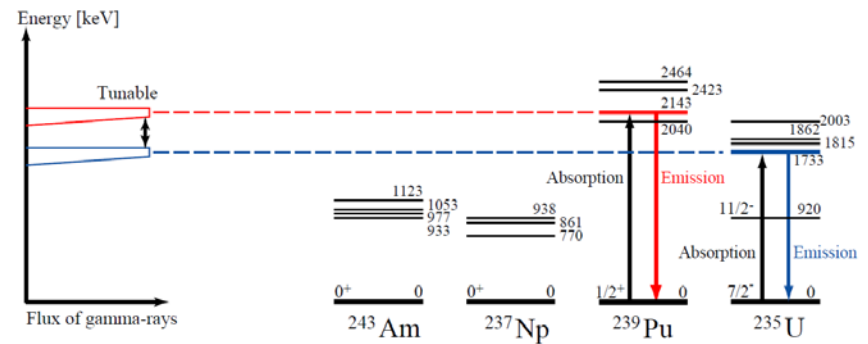 Energy [keV]
Tunable
Flux of gamma-rays
1123
1053
977
933
0⁺ 0
²⁴³Am
938
861
770
0⁺ 0
²³⁷Np
2464
2423
2143
2040
Absorption
Emission
1/2⁺ 0
²³⁹Pu
2003
1862
1815
1733
11/2⁻ 920
Absorption
Emission
7/2⁻ 0
²³⁵U